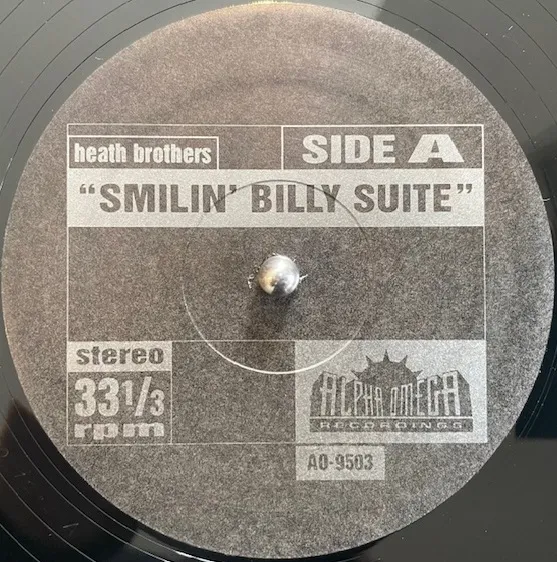 heath brothers
SIDE A
“SMILIN’ BILLY SUITE”
stereo
33 1/3
rpm
ALPHA OMEGA
RECORDINGS
AO-9503